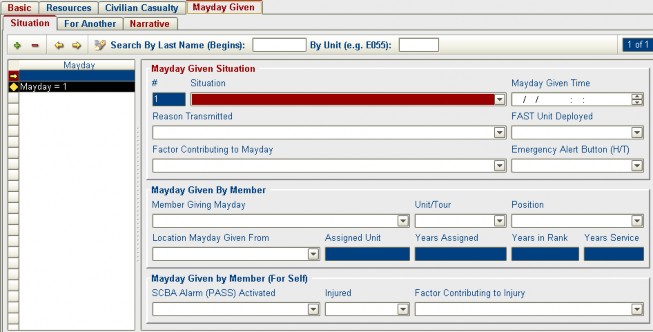 Basic Resources Civilian Casualty Mayday Given
Situation For Another Narrative
Search By Last Name (Begins): By Unit (e.g. E055): 1 of 1
Mayday
Mayday = 1
Mayday Given Situation
# Situation Mayday Given Time
1 / / : :
Reason Transmitted FAST Unit Deployed
Factor Contributing to Mayday Emergency Alert Button (H/T)
Mayday Given By Member
Member Giving Mayday Unit/Tour Position
Location Mayday Given From Assigned Unit Years Assigned Years in Rank Years Service
Mayday Given by Member (For Self)
SCBA Alarm (PASS) Activated Injured Factor Contributing to Injury